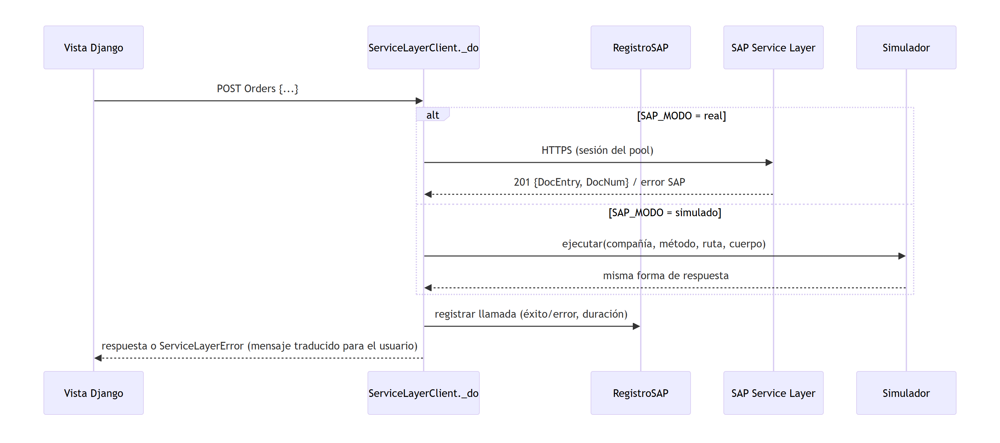 Vista Django
ServiceLayerClient._do
RegistroSAP
SAP Service Layer
Simulador
POST Orders {...}
alt
[SAP_MODO = real]
HTTPS (sesión del pool)
201 {DocEntry, DocNum} / error SAP
[SAP_MODO = simulado]
ejecutar(compañía, método, ruta, cuerpo)
misma forma de respuesta
registrar llamada (éxito/error, duración)
respuesta o ServiceLayerError (mensaje traducido para el usuario)
Vista Django
ServiceLayerClient._do
RegistroSAP
SAP Service Layer
Simulador